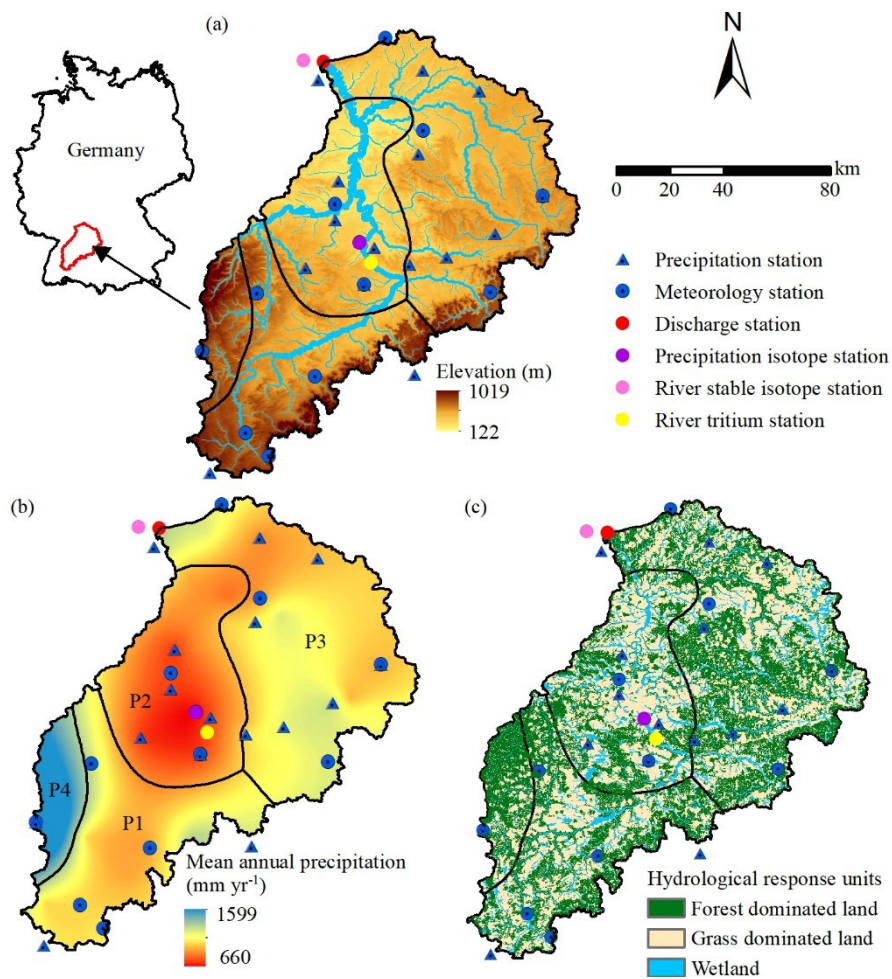 (a)
N
Germany
km
0 20 40 80
Precipitation station
Meteorology station
Discharge station
Precipitation isotope station
River stable isotope station
River tritium station
Elevation (m)
1019
122
(b)
P3
P2
P4
P1
Mean annual precipitation
(mm yr⁻¹)
1599
660
(c)
Hydrological response units
Forest dominated land
Grass dominated land
Wetland